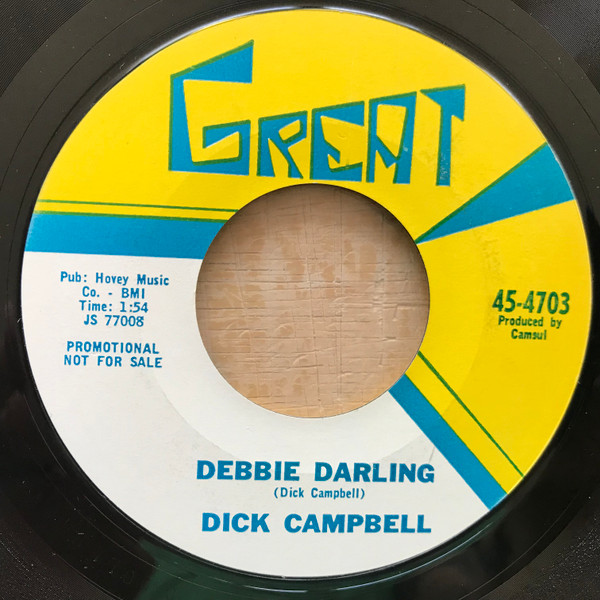 GREAT
Pub: Hovey Music
Co. - BMI
Time: 1:54
JS 77008
PROMOTIONAL
NOT FOR SALE
45-4703
Produced by
Camsul
DEBBIE DARLING
(Dick Campbell)
DICK CAMPBELL